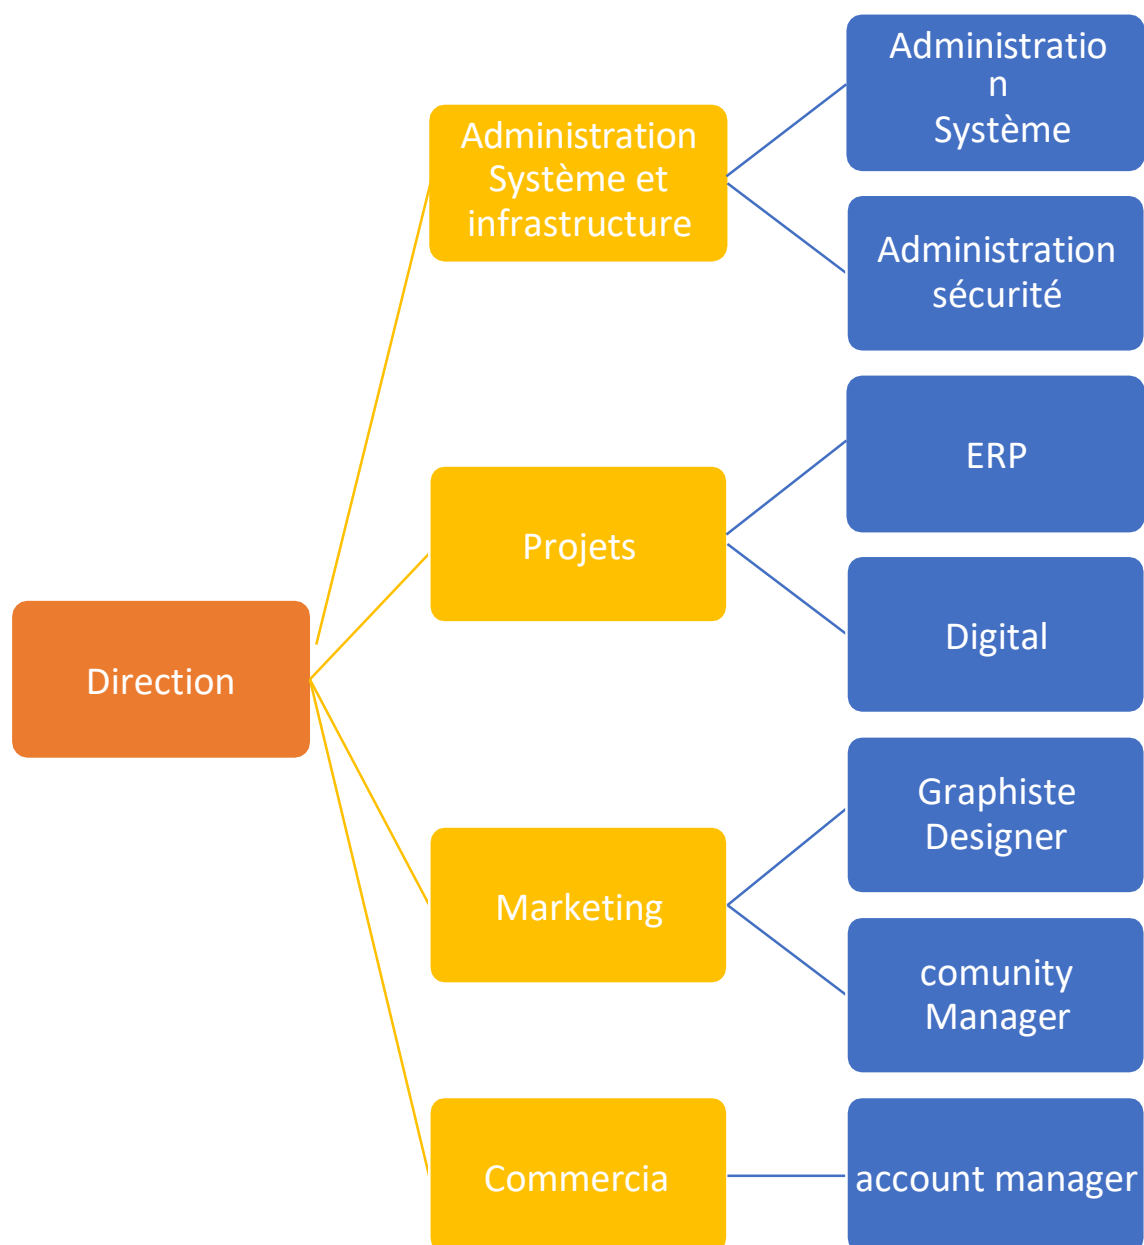 Direction
Administration
Système et
infrastructure
Administratio
n
Système
Administration
sécurité
Projets
ERP
Digital
Marketing
Graphiste
Designer
comunity
Manager
Commercia
account manager